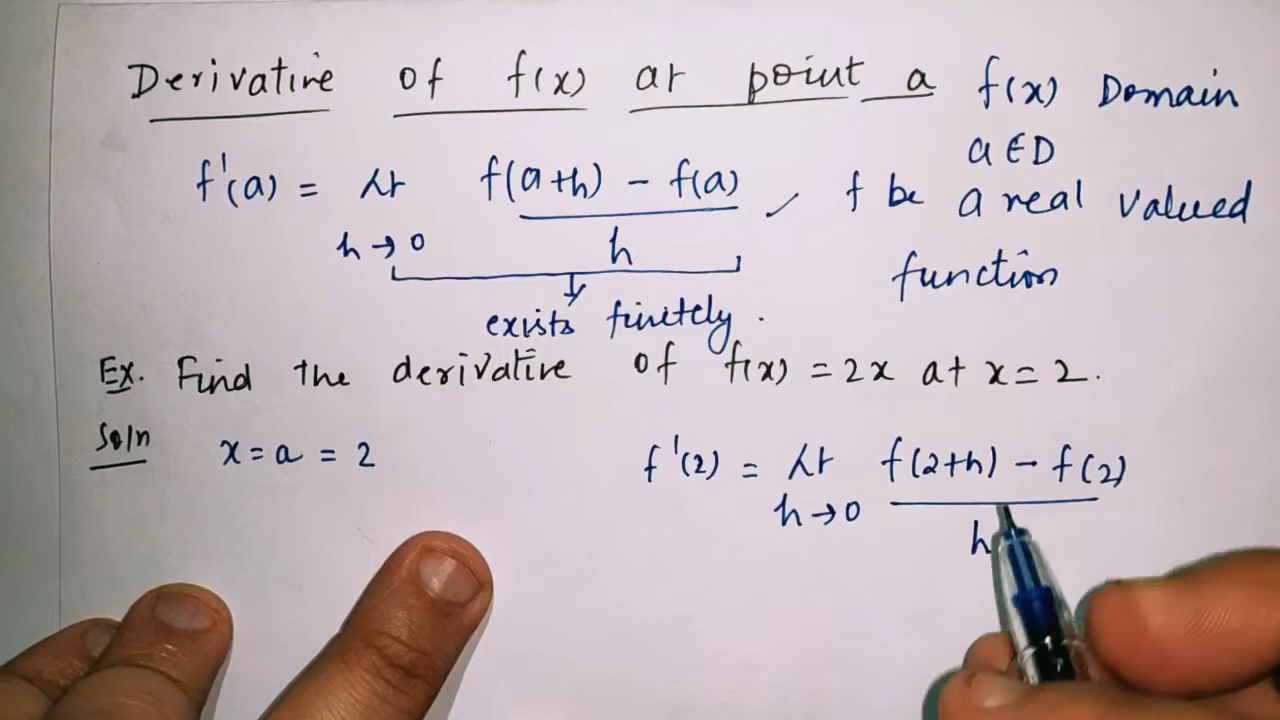 Derivative of f(x) at point a
f(x) Domain
a ∈ D
f'(a) = Lt f(a+h) - f(a)
h → 0 h
f be a real valued
function
exists finitely.
Ex. Find the derivative of f(x) = 2x at x = 2.
Soln x = a = 2
f'(2) = Lt f(2+h) - f(2)
h → 0 h